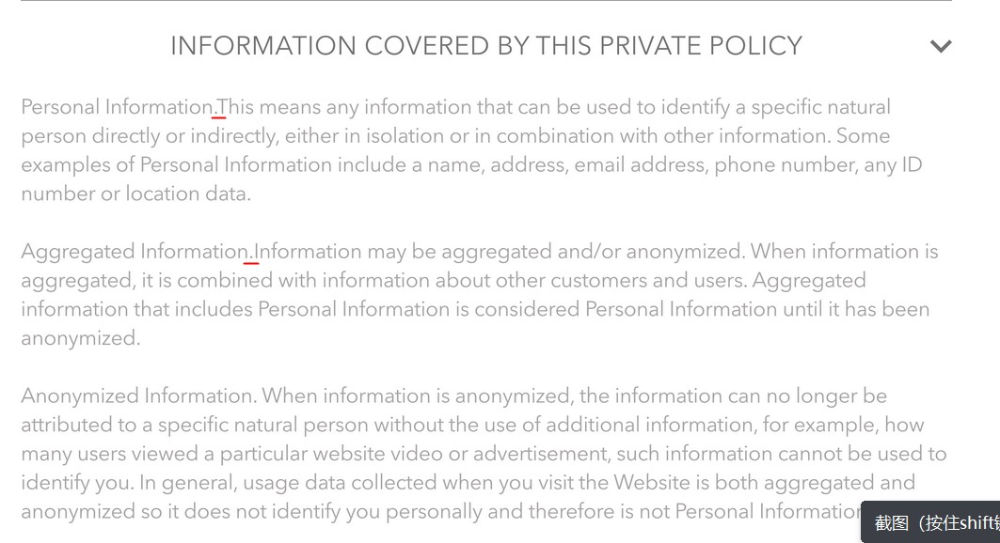 INFORMATION COVERED BY THIS PRIVATE POLICY
Personal Information.This means any information that can be used to identify a specific natural
person directly or indirectly, either in isolation or in combination with other information. Some
examples of Personal Information include a name, address, email address, phone number, any ID
number or location data.
Aggregated Information.Information may be aggregated and/or anonymized. When information is
aggregated, it is combined with information about other customers and users. Aggregated
information that includes Personal Information is considered Personal Information until it has been
anonymized.
Anonymized Information. When information is anonymized, the information can no longer be
attributed to a specific natural person without the use of additional information, for example, how
many users viewed a particular website video or advertisement, such information cannot be used to
identify you. In general, usage data collected when you visit the Website is both aggregated and
anonymized so it does not identify you personally and therefore is not Personal Information
截图（按住shift